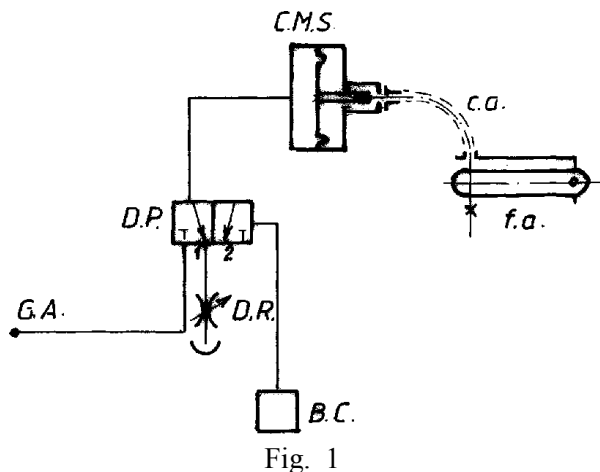 C.M.S.
c.a.
D.P.
T
1
2
T
f.a.
G.A.
D.R.
B.C.
Fig. 1